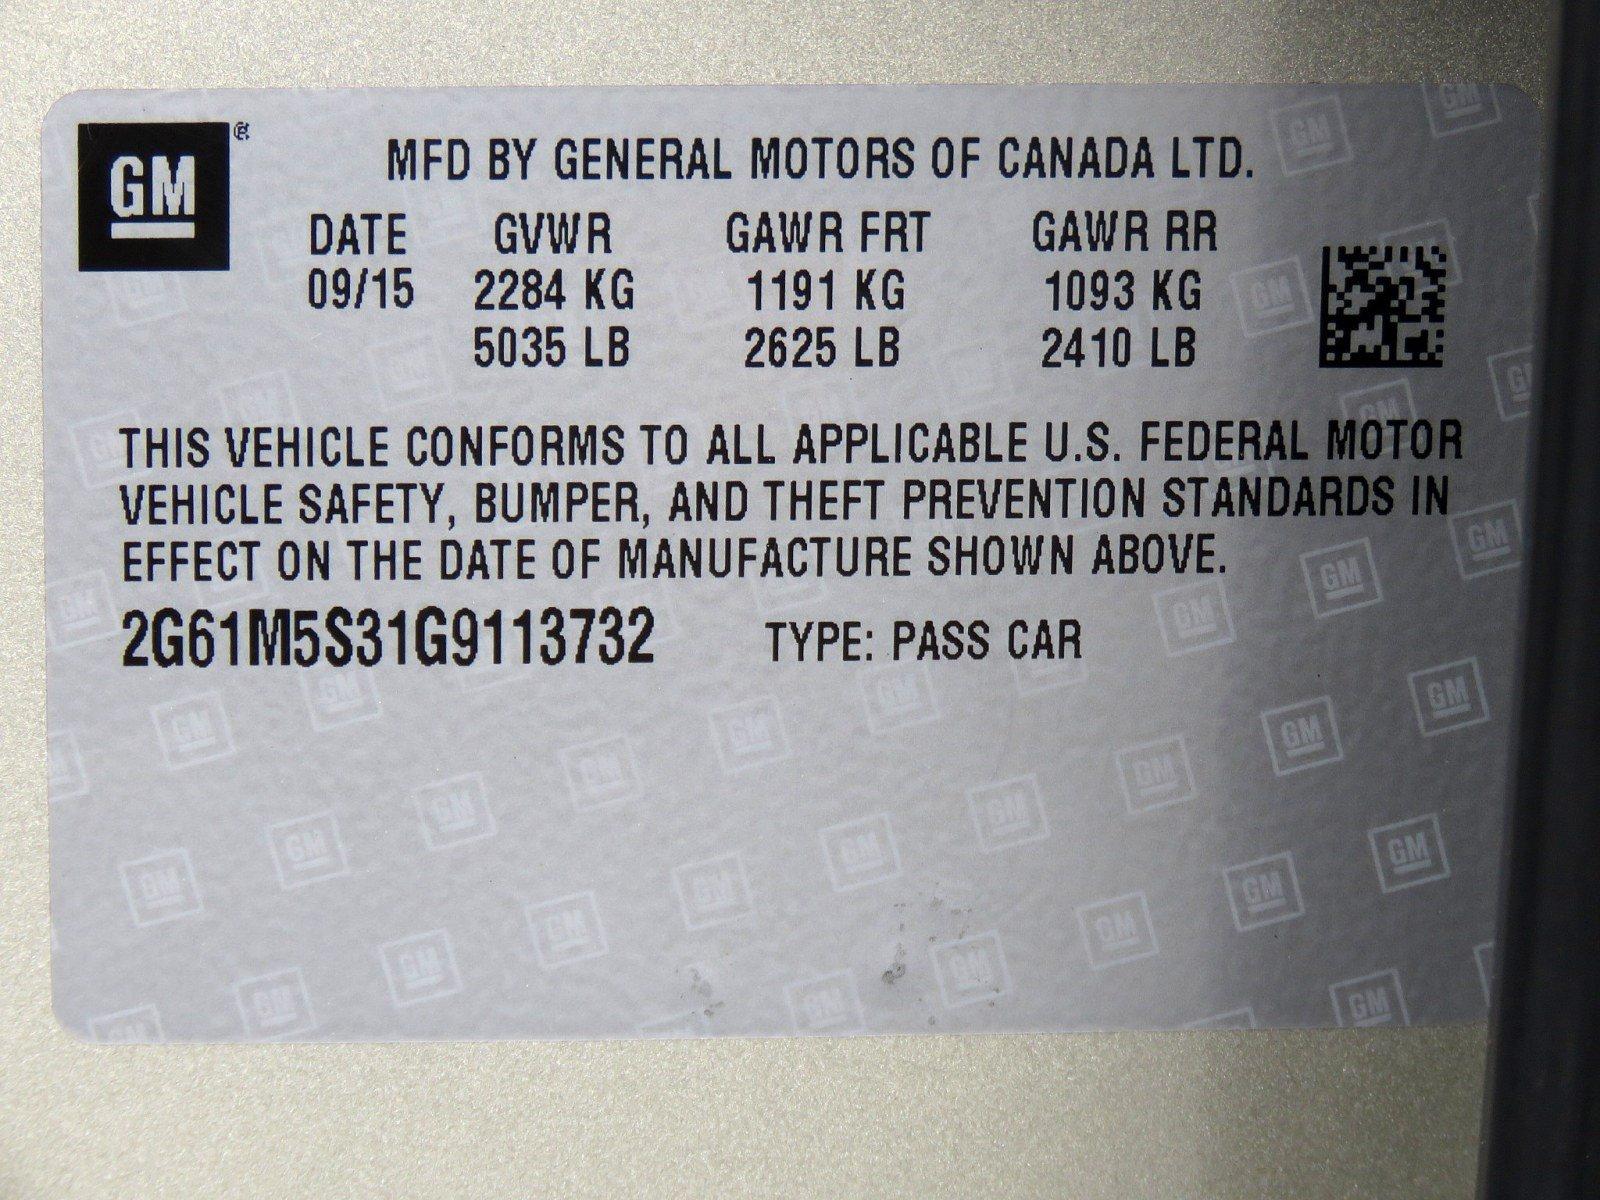 GM ®
MFD BY GENERAL MOTORS OF CANADA LTD.
DATE GVWR GAWR FRT GAWR RR
09/15 2284 KG 1191 KG 1093 KG
5035 LB 2625 LB 2410 LB
THIS VEHICLE CONFORMS TO ALL APPLICABLE U.S. FEDERAL MOTOR
VEHICLE SAFETY, BUMPER, AND THEFT PREVENTION STANDARDS IN
EFFECT ON THE DATE OF MANUFACTURE SHOWN ABOVE.
2G61M5S31G9113732 TYPE: PASS CAR